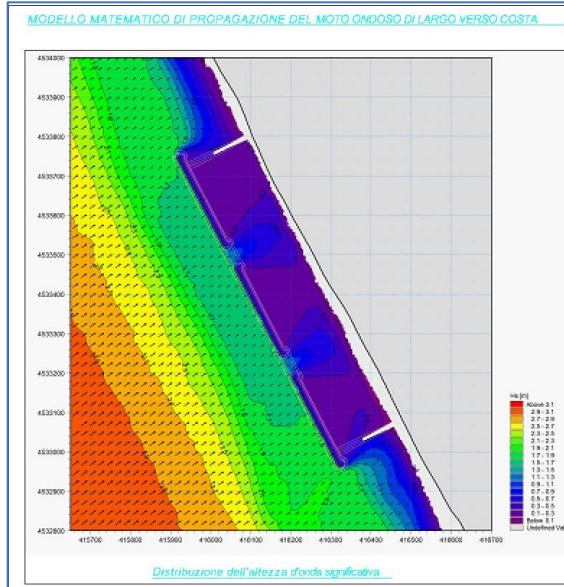 MODELLO MATEMATICO DI PROPAGAZIONE DEL MOTO ONDOSO DI LARGO VERSO COSTA
4534000
4533900
4533800
4533700
4533600
4533500
4533400
4533300
4533200
4533100
4533000
4532900
4532800
415700 415800 415900 416000 416100 416200 416300 416400 416500 416600 416700
Hs [m]
Above 3.1
2.9 - 3.1
2.7 - 2.9
2.5 - 2.7
2.3 - 2.5
2.1 - 2.3
1.9 - 2.1
1.7 - 1.9
1.5 - 1.7
1.3 - 1.5
1.1 - 1.3
0.9 - 1.1
0.7 - 0.9
0.5 - 0.7
0.3 - 0.5
0.1 - 0.3
Below 0.1
Undefined Val
Distribuzione dell'altezza d'onda significativa